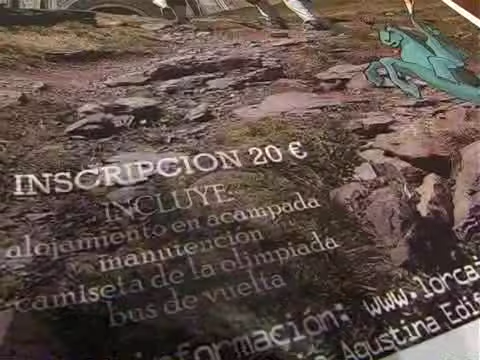 INSCRIPCION 20 €
INCLUYE
alojamiento en acampada
manutención
camiseta de la olimpiada
bus de vuelta
información: www.lorca
Agustina